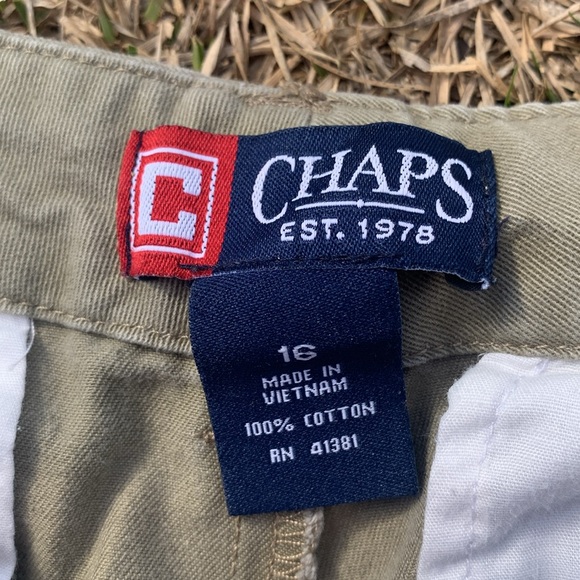 C
CHAPS
EST. 1978
16
MADE IN
VIETNAM
100% COTTON
RN 41381